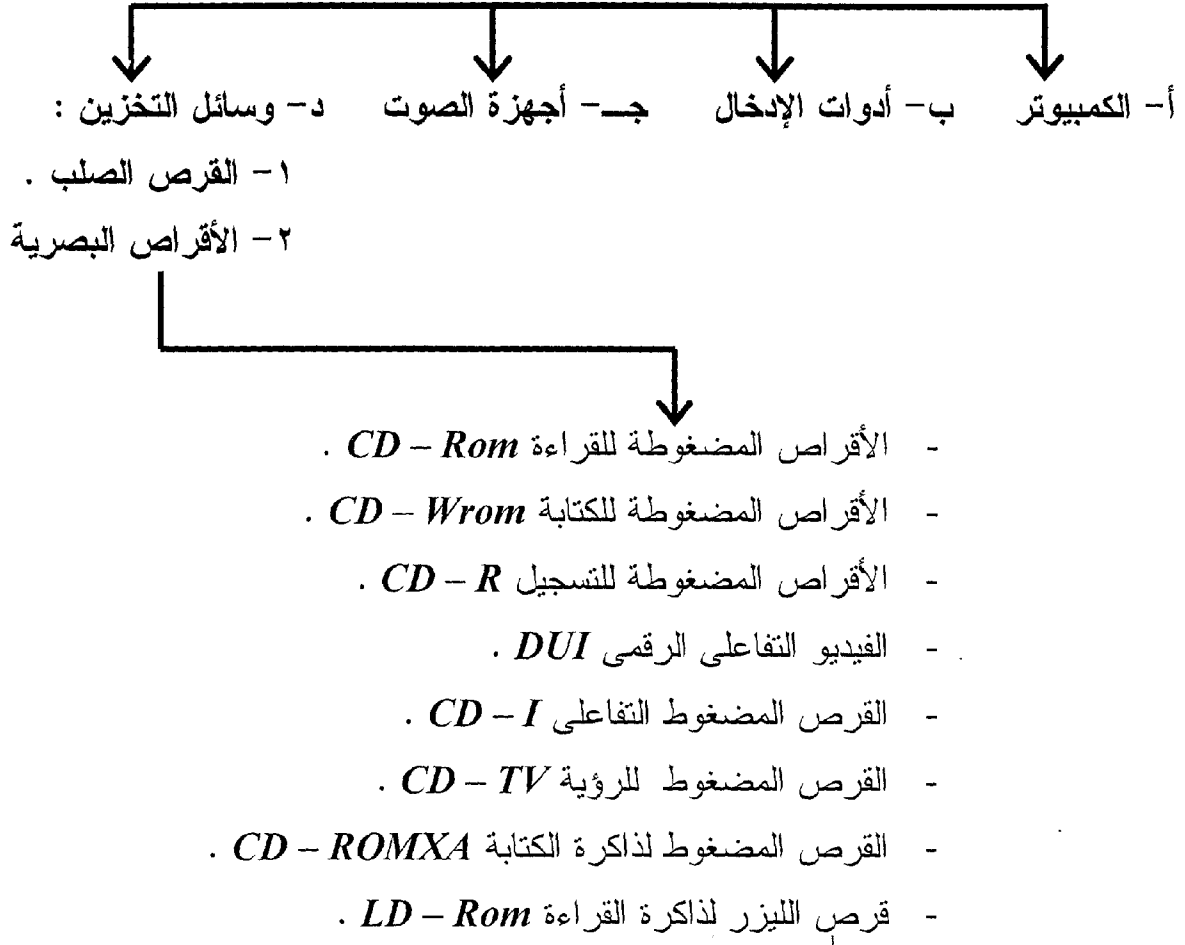 أ- الكمبيوتر ب- أدوات الإدخال جــ- أجهزة الصوت د- وسائل التخزين :
١- القرص الصلب .
٢- الأقراص البصرية
- الأقراص المضغوطة للقراءة CD – Rom .
- الأقراص المضغوطة للكتابة CD – Wrom .
- الأقراص المضغوطة للتسجيل CD – R .
- الفيديو التفاعلى الرقمى DUI .
- القرص المضغوط التفاعلى CD – I .
- القرص المضغوط للرؤية CD – TV .
- القرص المضغوط لذاكرة الكتابة CD – ROMXA .
- قرص الليزر لذاكرة القراءة LD – Rom .